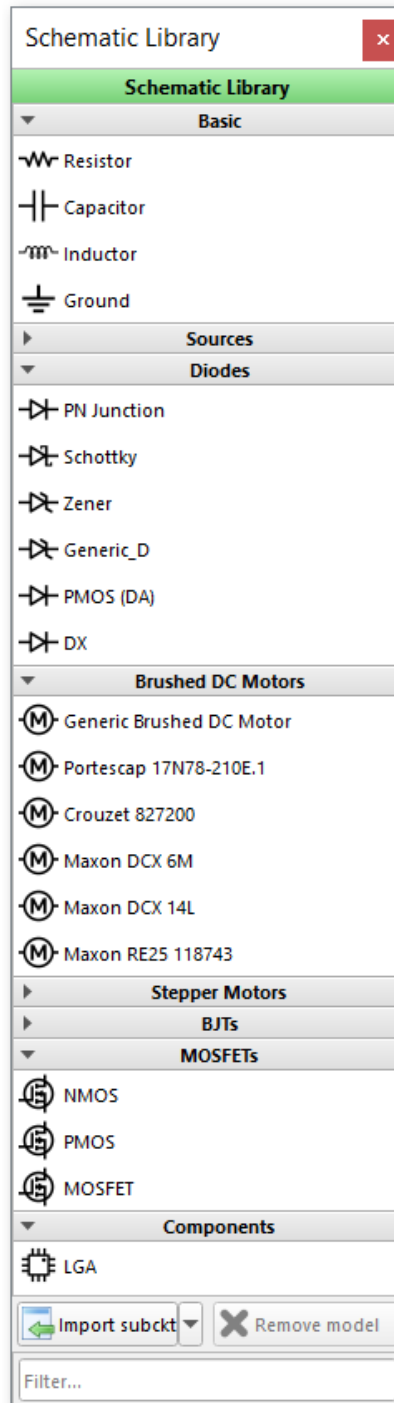 Schematic Library
Schematic Library
Basic
Resistor
Capacitor
Inductor
Ground
Sources
Diodes
PN Junction
Schottky
Zener
Generic_D
PMOS (DA)
DX
Brushed DC Motors
Generic Brushed DC Motor
Portescap 17N78-210E.1
Crouzet 827200
Maxon DCX 6M
Maxon DCX 14L
Maxon RE25 118743
Stepper Motors
BJTs
MOSFETs
NMOS
PMOS
MOSFET
Components
LGA
Import subckt Remove model
Filter...